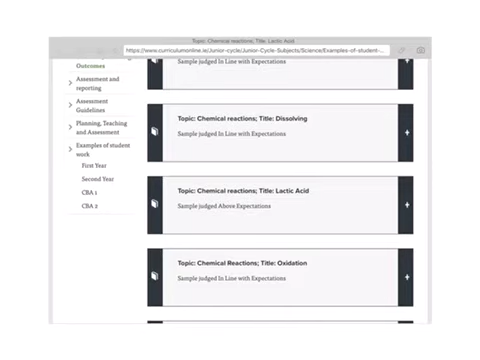 Topic: Chemical reactions; Title: Lactic Acid
https://www.curriculumonline.ie/Junior-cycle/Junior-Cycle-Subjects/Science/Examples-of-student-...
Outcomes
Assessment and
reporting
Assessment
Guidelines
Planning, Teaching
and Assessment
Examples of student
work
First Year
Second Year
CBA 1
CBA 2
Sample judged In Line with Expectations
Topic: Chemical reactions; Title: Dissolving
Sample judged In Line with Expectations
Topic: Chemical reactions; Title: Lactic Acid
Sample judged Above Expectations
Topic: Chemical Reactions; Title: Oxidation
Sample judged In Line with Expectations